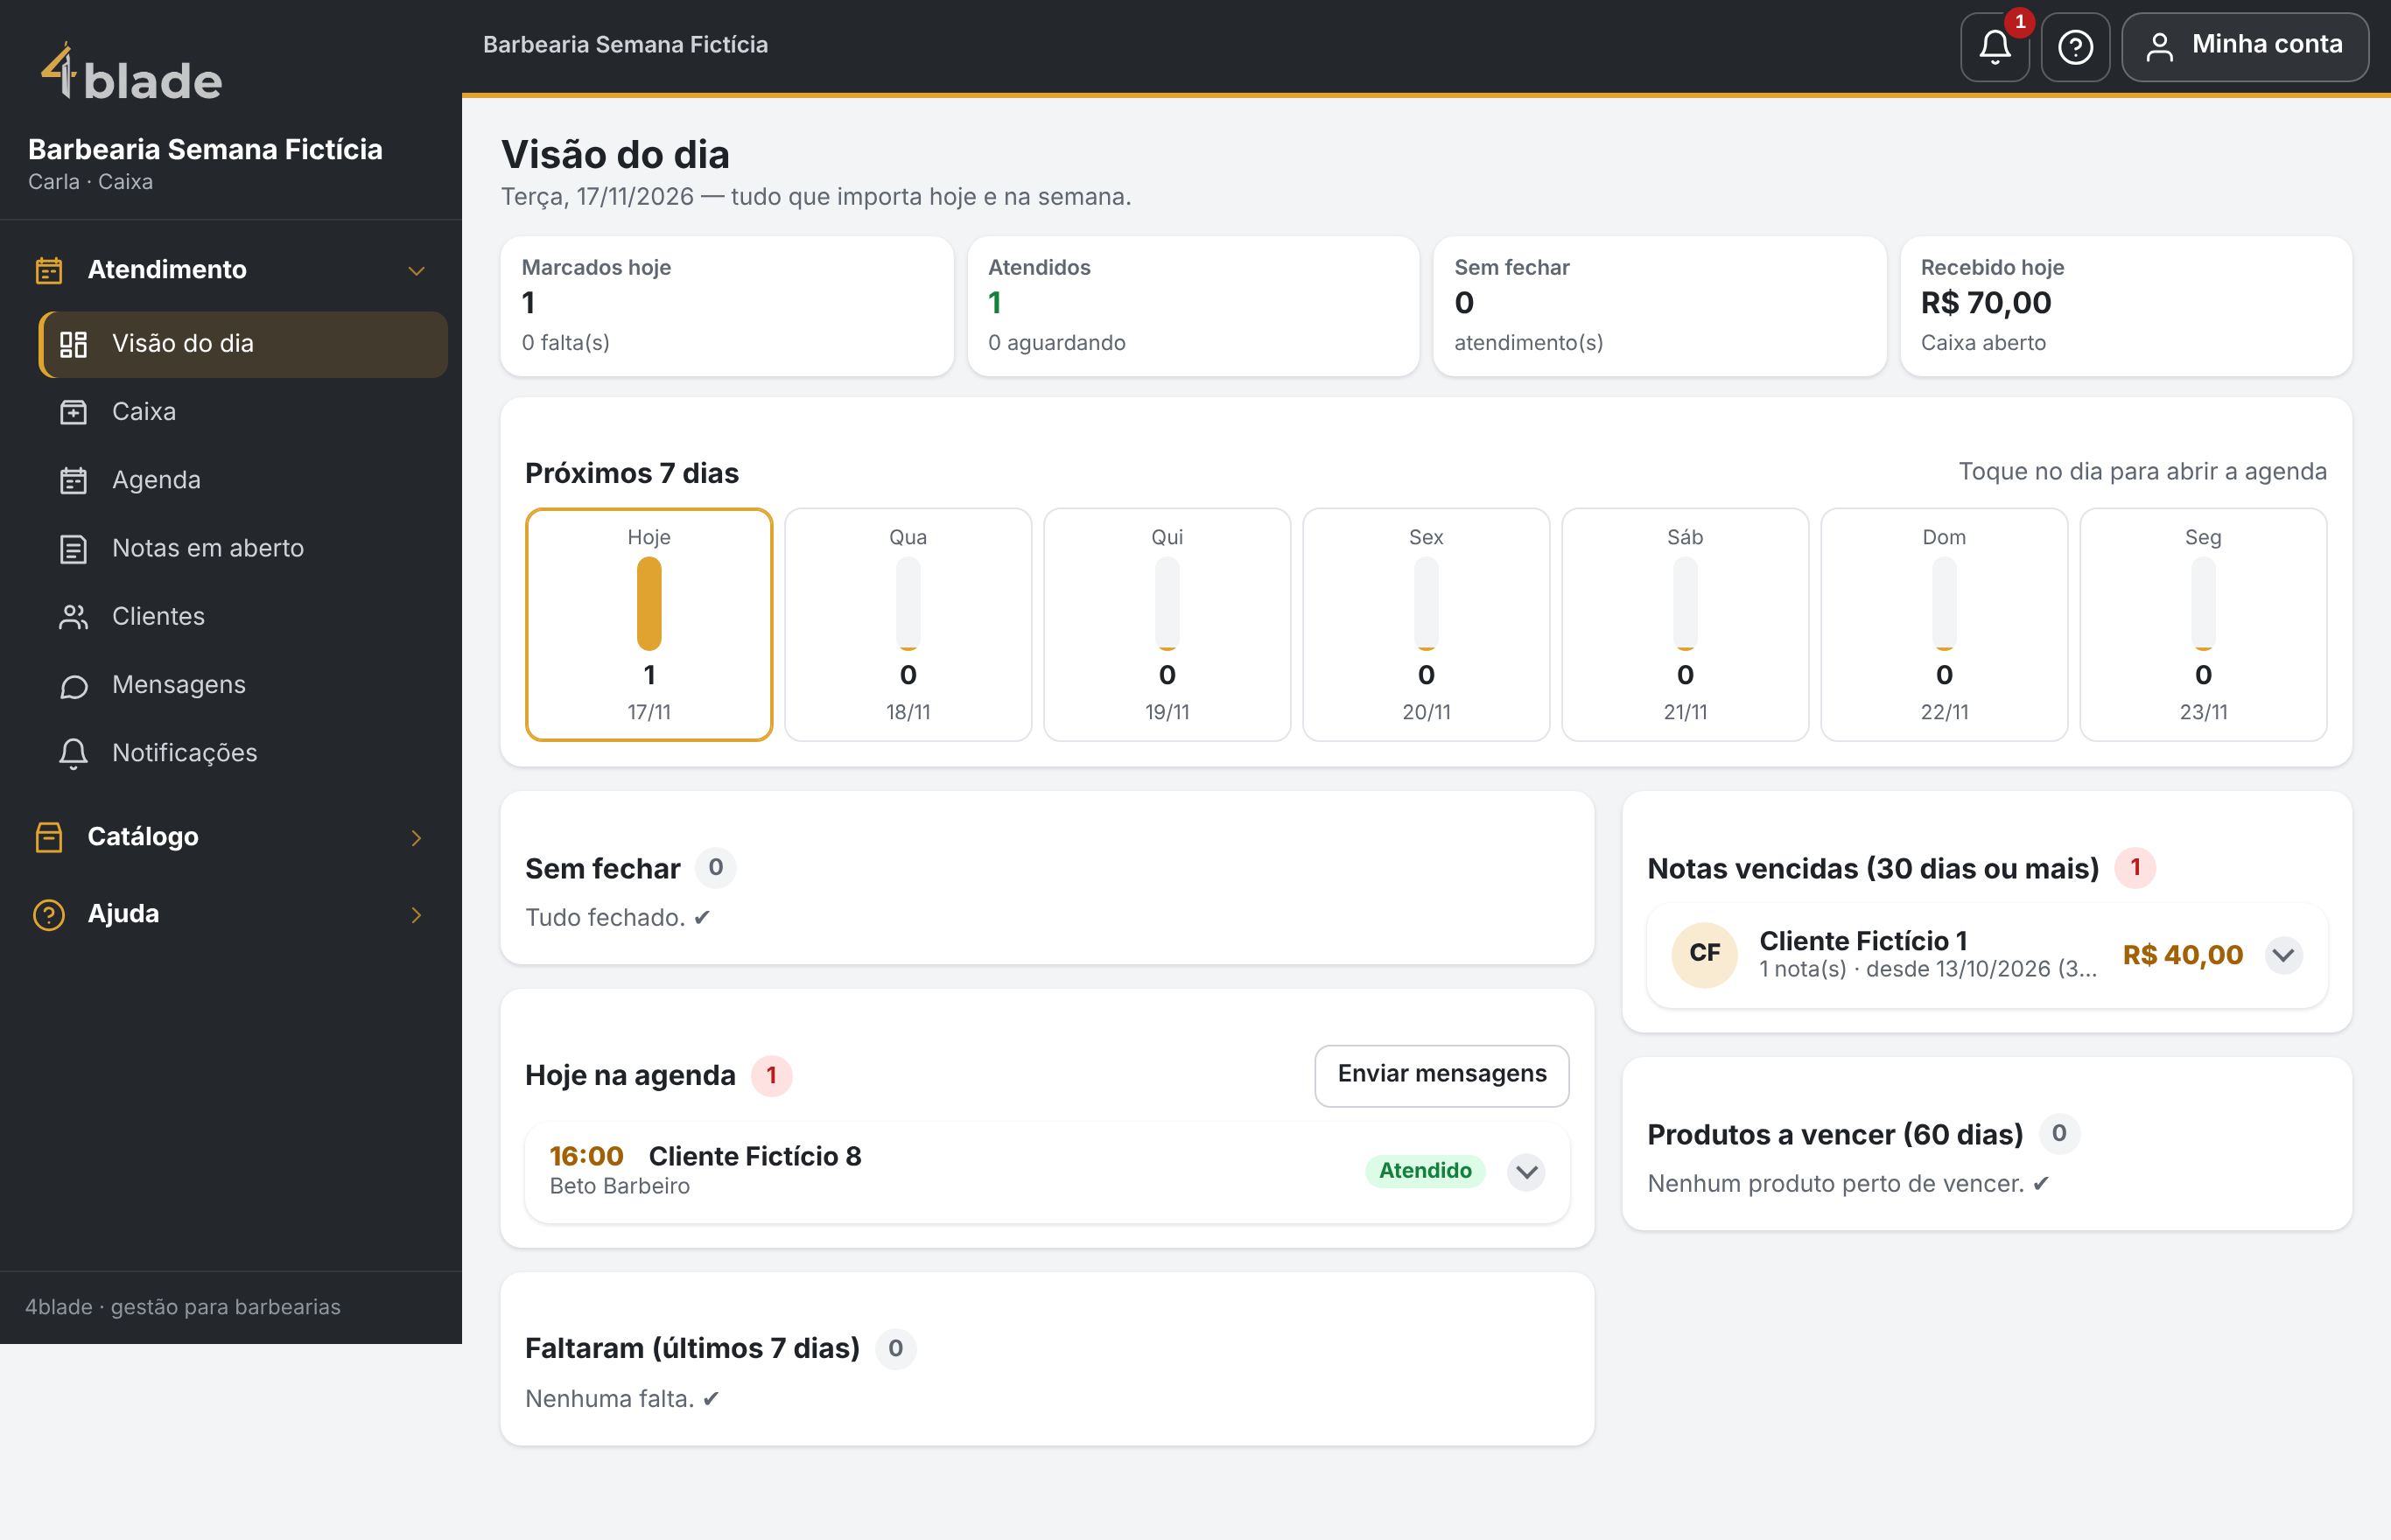 4blade
Barbearia Semana Fictícia
Carla · Caixa
Atendimento
Visão do dia
Caixa
Agenda
Notas em aberto
Clientes
Mensagens
Notificações
Catálogo
Ajuda
4blade · gestão para barbearias
Barbearia Semana Fictícia
1
Minha conta
Visão do dia
Terça, 17/11/2026 — tudo que importa hoje e na semana.
Marcados hoje
1
0 falta(s)
Atendidos
1
0 aguardando
Sem fechar
0
atendimento(s)
Recebido hoje
R$ 70,00
Caixa aberto
Próximos 7 dias
Toque no dia para abrir a agenda
Hoje
1
17/11
Qua
0
18/11
Qui
0
19/11
Sex
0
20/11
Sáb
0
21/11
Dom
0
22/11
Seg
0
23/11
Sem fechar 0
Tudo fechado. ✔
Hoje na agenda 1
Enviar mensagens
16:00 Cliente Fictício 8
Beto Barbeiro
Atendido
Faltaram (últimos 7 dias) 0
Nenhuma falta. ✔
Notas vencidas (30 dias ou mais) 1
CF
Cliente Fictício 1
1 nota(s) · desde 13/10/2026 (3...
R$ 40,00
Produtos a vencer (60 dias) 0
Nenhum produto perto de vencer. ✔